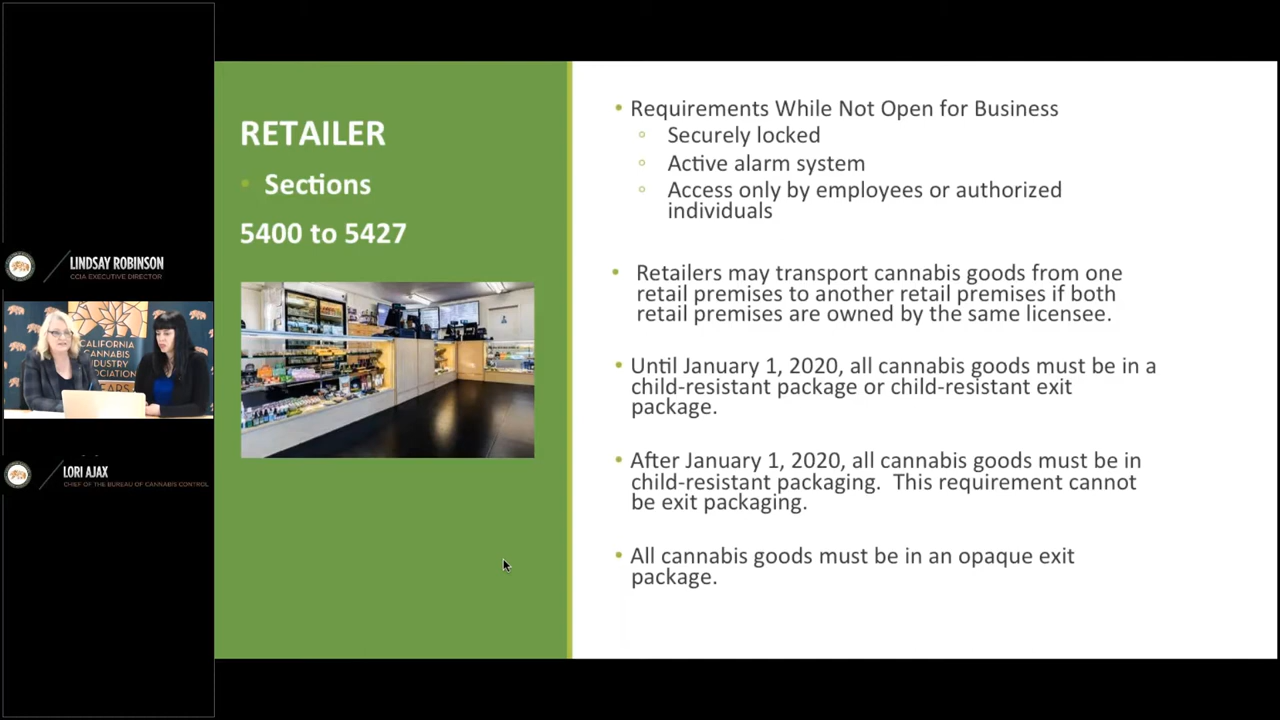 RETAILER
• Sections
5400 to 5427
LINDSAY ROBINSON
CCIA EXECUTIVE DIRECTOR
CALIFORNIA
CANNABIS
INDUSTRY
ASSOCIATION
LORI AJAX
CHIEF OF THE BUREAU OF CANNABIS CONTROL
• Requirements While Not Open for Business
◦ Securely locked
◦ Active alarm system
◦ Access only by employees or authorized
individuals
• Retailers may transport cannabis goods from one
retail premises to another retail premises if both
retail premises are owned by the same licensee.
• Until January 1, 2020, all cannabis goods must be in a
child-resistant package or child-resistant exit
package.
• After January 1, 2020, all cannabis goods must be in
child-resistant packaging. This requirement cannot
be exit packaging.
• All cannabis goods must be in an opaque exit
package.